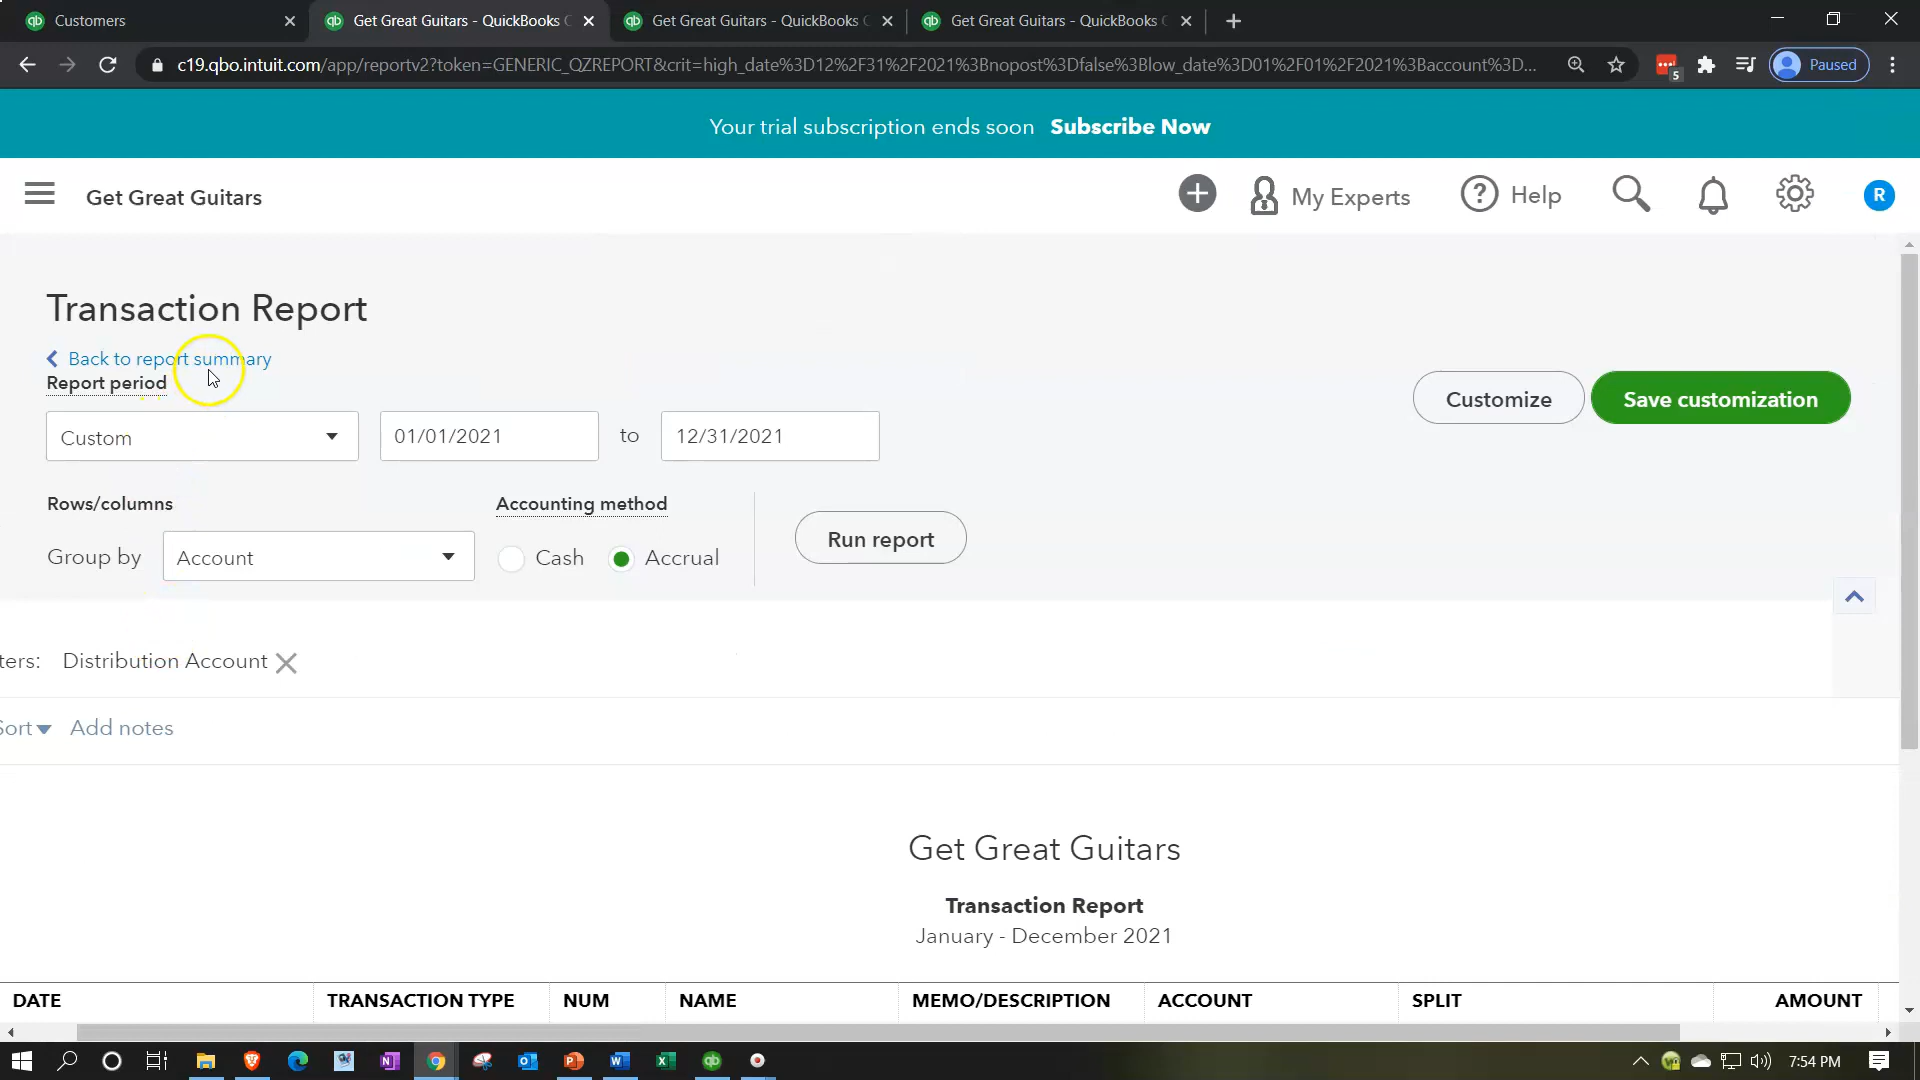 Customers
Get Great Guitars - QuickBooks
Get Great Guitars - QuickBooks
Get Great Guitars - QuickBooks
c19.qbo.intuit.com/app/reportv2?token=GENERIC_QZREPORT&crit=high_date%3D12%2F31%2F2021%3Bnopost%3Dfalse%3Blow_date%3D01%2F01%2F2021%3Baccount%3D...
5
Paused
Your trial subscription ends soon Subscribe Now
Get Great Guitars
My Experts
Help
R
Transaction Report
Back to report summary
Report period
Customize
Save customization
Custom
01/01/2021
to
12/31/2021
Rows/columns
Accounting method
Group by
Account
Cash
Accrual
Run report
ters: Distribution Account
Sort
Add notes
Get Great Guitars
Transaction Report
January - December 2021
DATE TRANSACTION TYPE NUM NAME MEMO/DESCRIPTION ACCOUNT SPLIT AMOUNT
7:54 PM